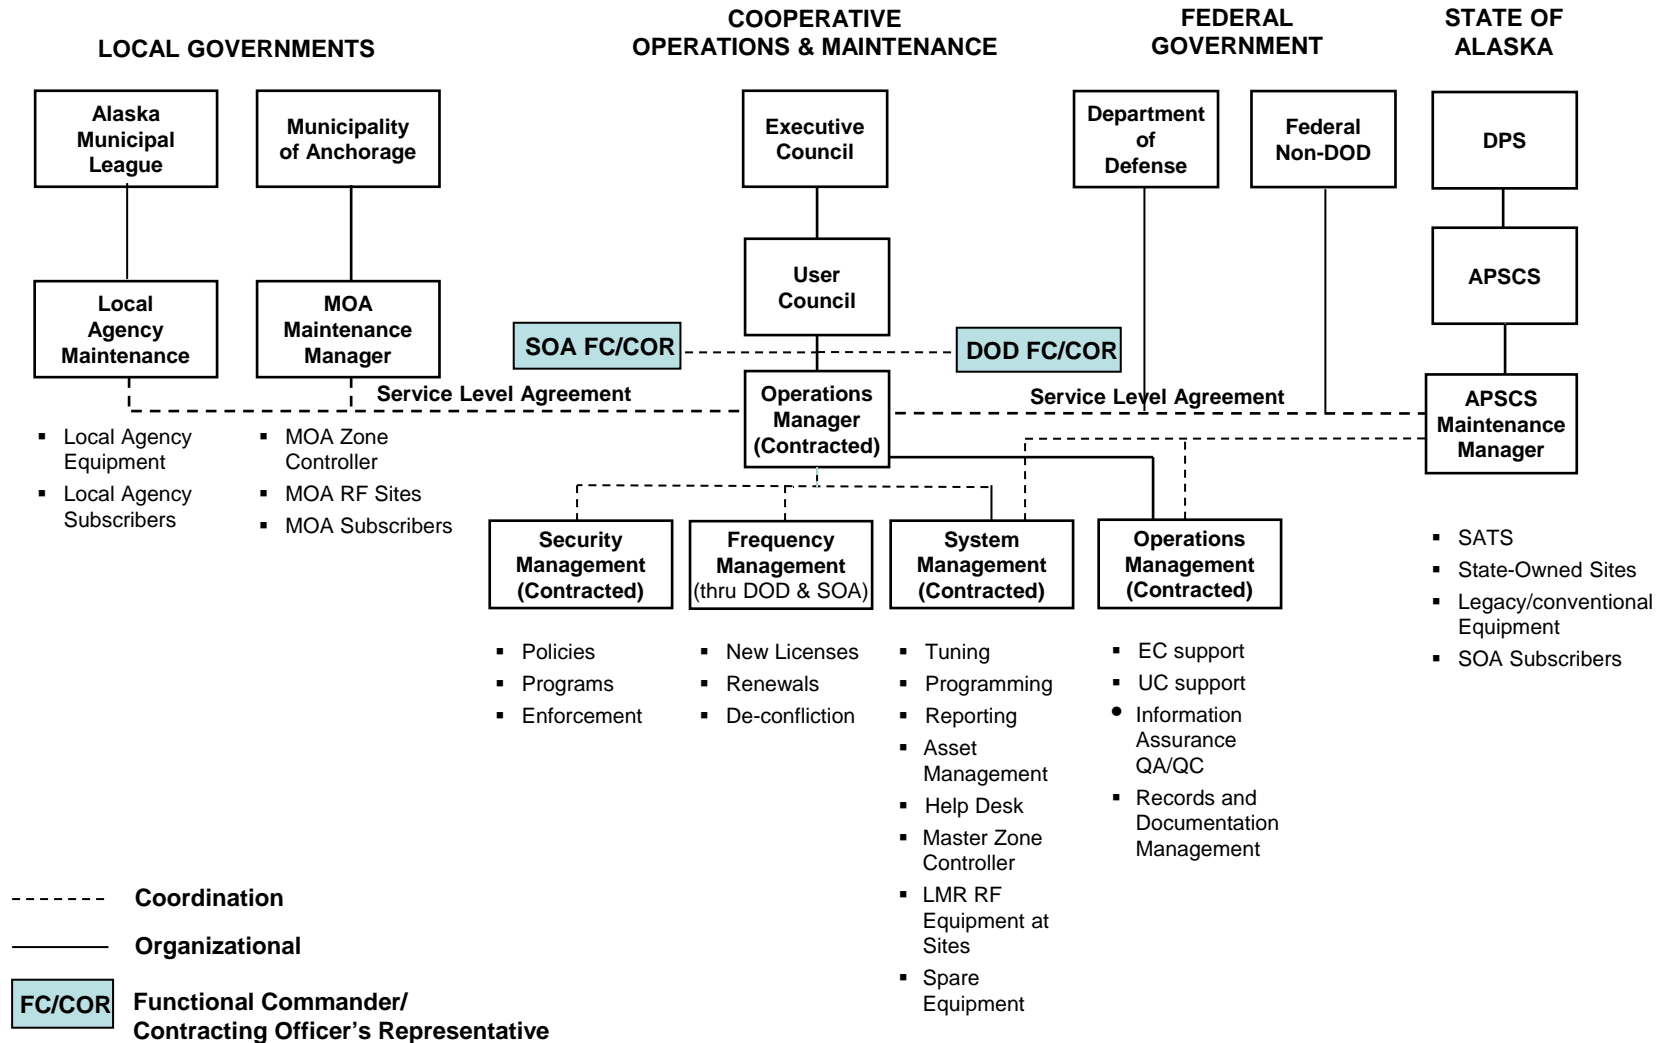 LOCAL GOVERNMENTS
COOPERATIVE
OPERATIONS & MAINTENANCE
FEDERAL
GOVERNMENT
STATE OF
ALASKA
Alaska
Municipal
League
Municipality
of Anchorage
Executive
Council
Department
of
Defense
Federal
Non-DOD
DPS
Local
Agency
Maintenance
MOA
Maintenance
Manager
User
Council
APSCS
SOA FC/COR
DOD FC/COR
Service Level Agreement
Operations
Manager
(Contracted)
Service Level Agreement
APSCS
Maintenance
Manager
▪ Local Agency
Equipment
▪ Local Agency
Subscribers
▪ MOA Zone
Controller
▪ MOA RF Sites
▪ MOA Subscribers
Security
Management
(Contracted)
Frequency
Management
(thru DOD & SOA)
System
Management
(Contracted)
Operations
Management
(Contracted)
▪ SATS
▪ State-Owned Sites
▪ Legacy/conventional
Equipment
▪ SOA Subscribers
▪ Policies
▪ Programs
▪ Enforcement
▪ New Licenses
▪ Renewals
▪ De-confliction
▪ Tuning
▪ Programming
▪ Reporting
▪ Asset
Management
▪ Help Desk
▪ Master Zone
Controller
▪ LMR RF
Equipment at
Sites
▪ Spare
Equipment
▪ EC support
▪ UC support
• Information
Assurance
QA/QC
▪ Records and
Documentation
Management
Coordination
Organizational
FC/COR
Functional Commander/
Contracting Officer’s Representative